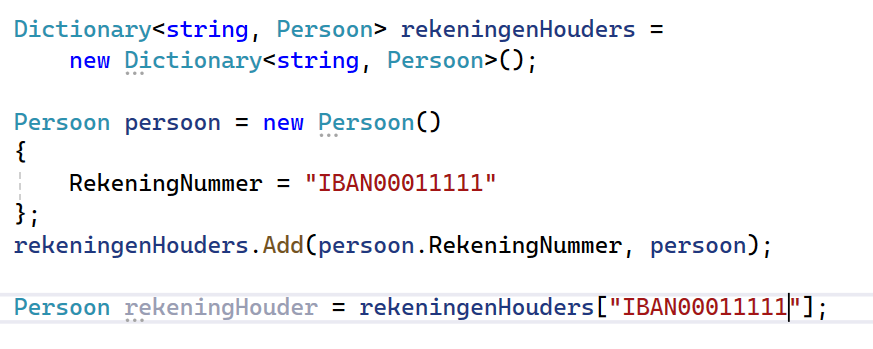 Dictionary<string, Persoon> rekeningenHouders =
    new Dictionary<string, Persoon>();

Persoon persoon = new Persoon()
{
    RekeningNummer = "IBAN00011111"
};
rekeningenHouders.Add(persoon.RekeningNummer, persoon);

Persoon rekeningHouder = rekeningenHouders["IBAN00011111"];